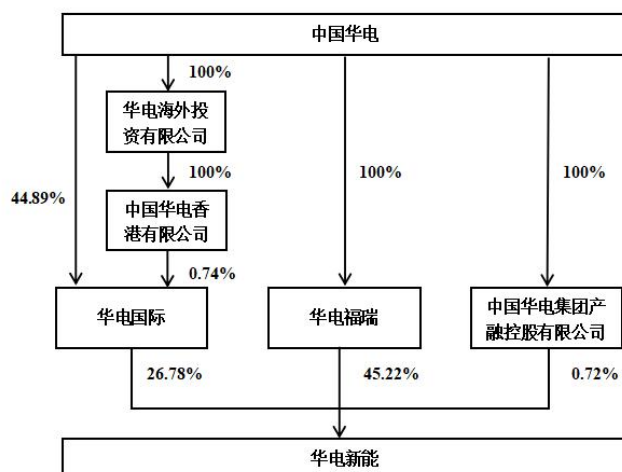 中国华电
100%
华电海外投
资有限公司
100%
100%
100%
44.89%
中国华电香
港有限公司
0.74%
华电国际
华电福瑞
中国华电集团产
融控股有限公司
26.78%
45.22%
0.72%
华电新能